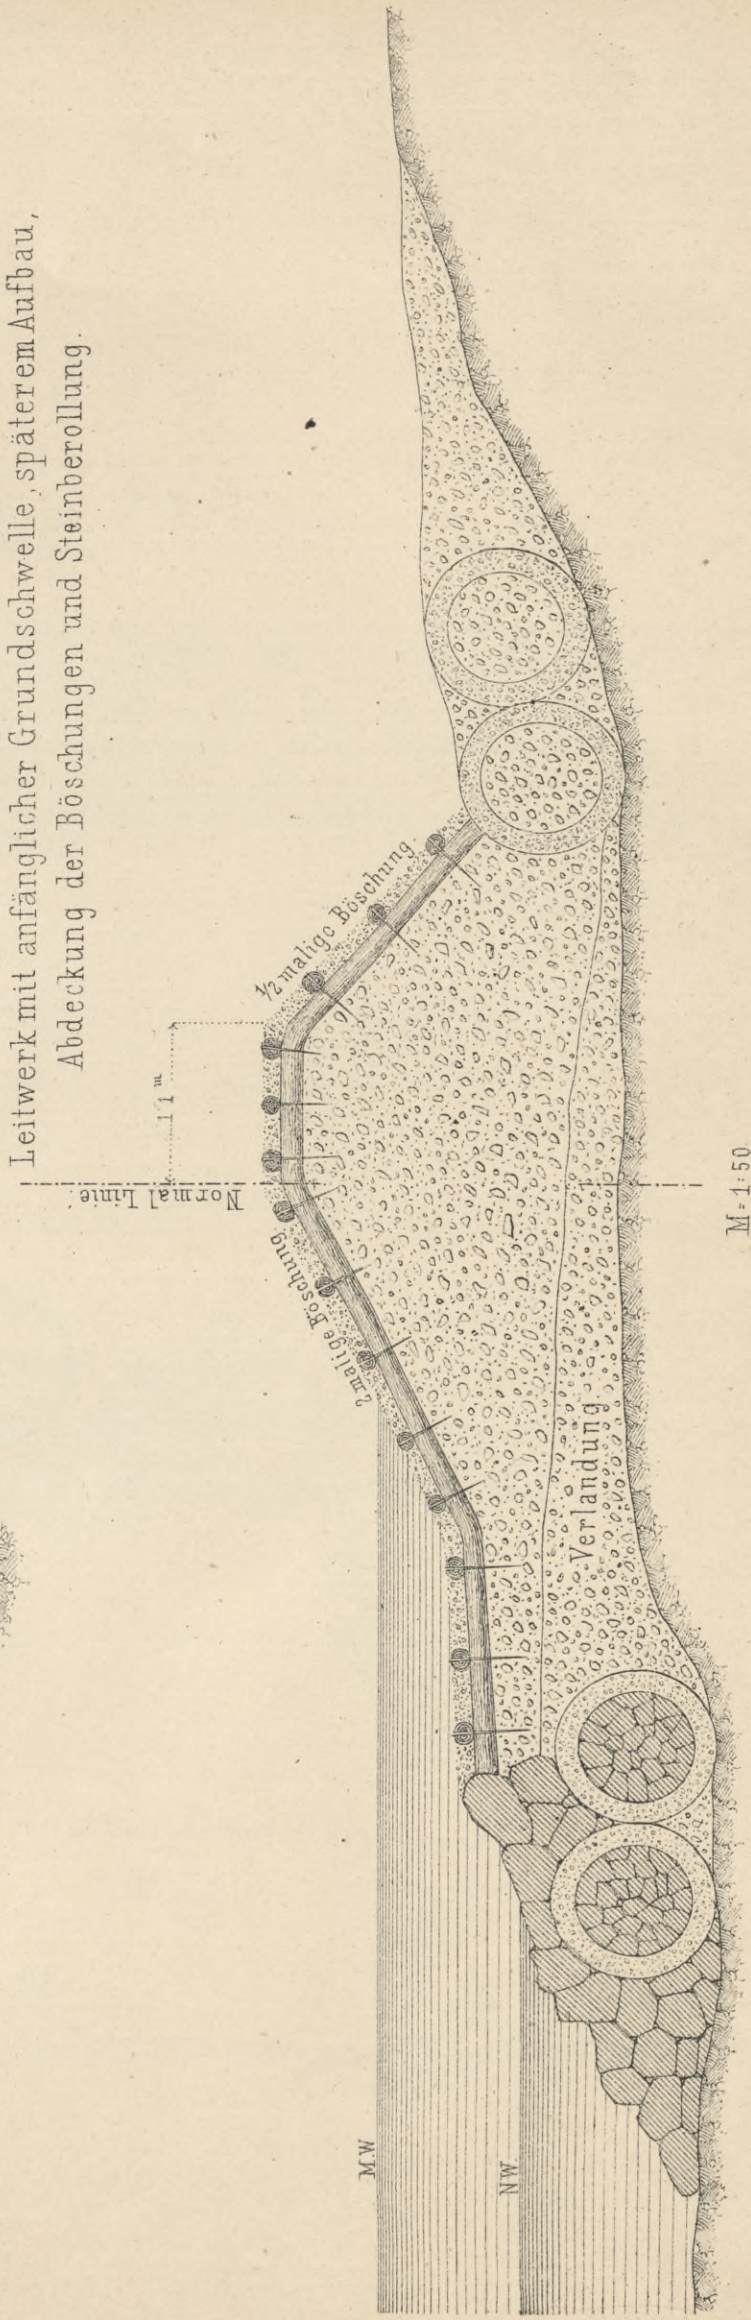 Leitwerk mit anfänglicher Grundschwelle, späterem Aufbau,
Abdeckung der Böschungen und Steinberollung.
1 1 m
Normal Linie.
2 malige Böschung
1/2 malige Böschung.
M.W
NW
Verlandung
M = 1:50